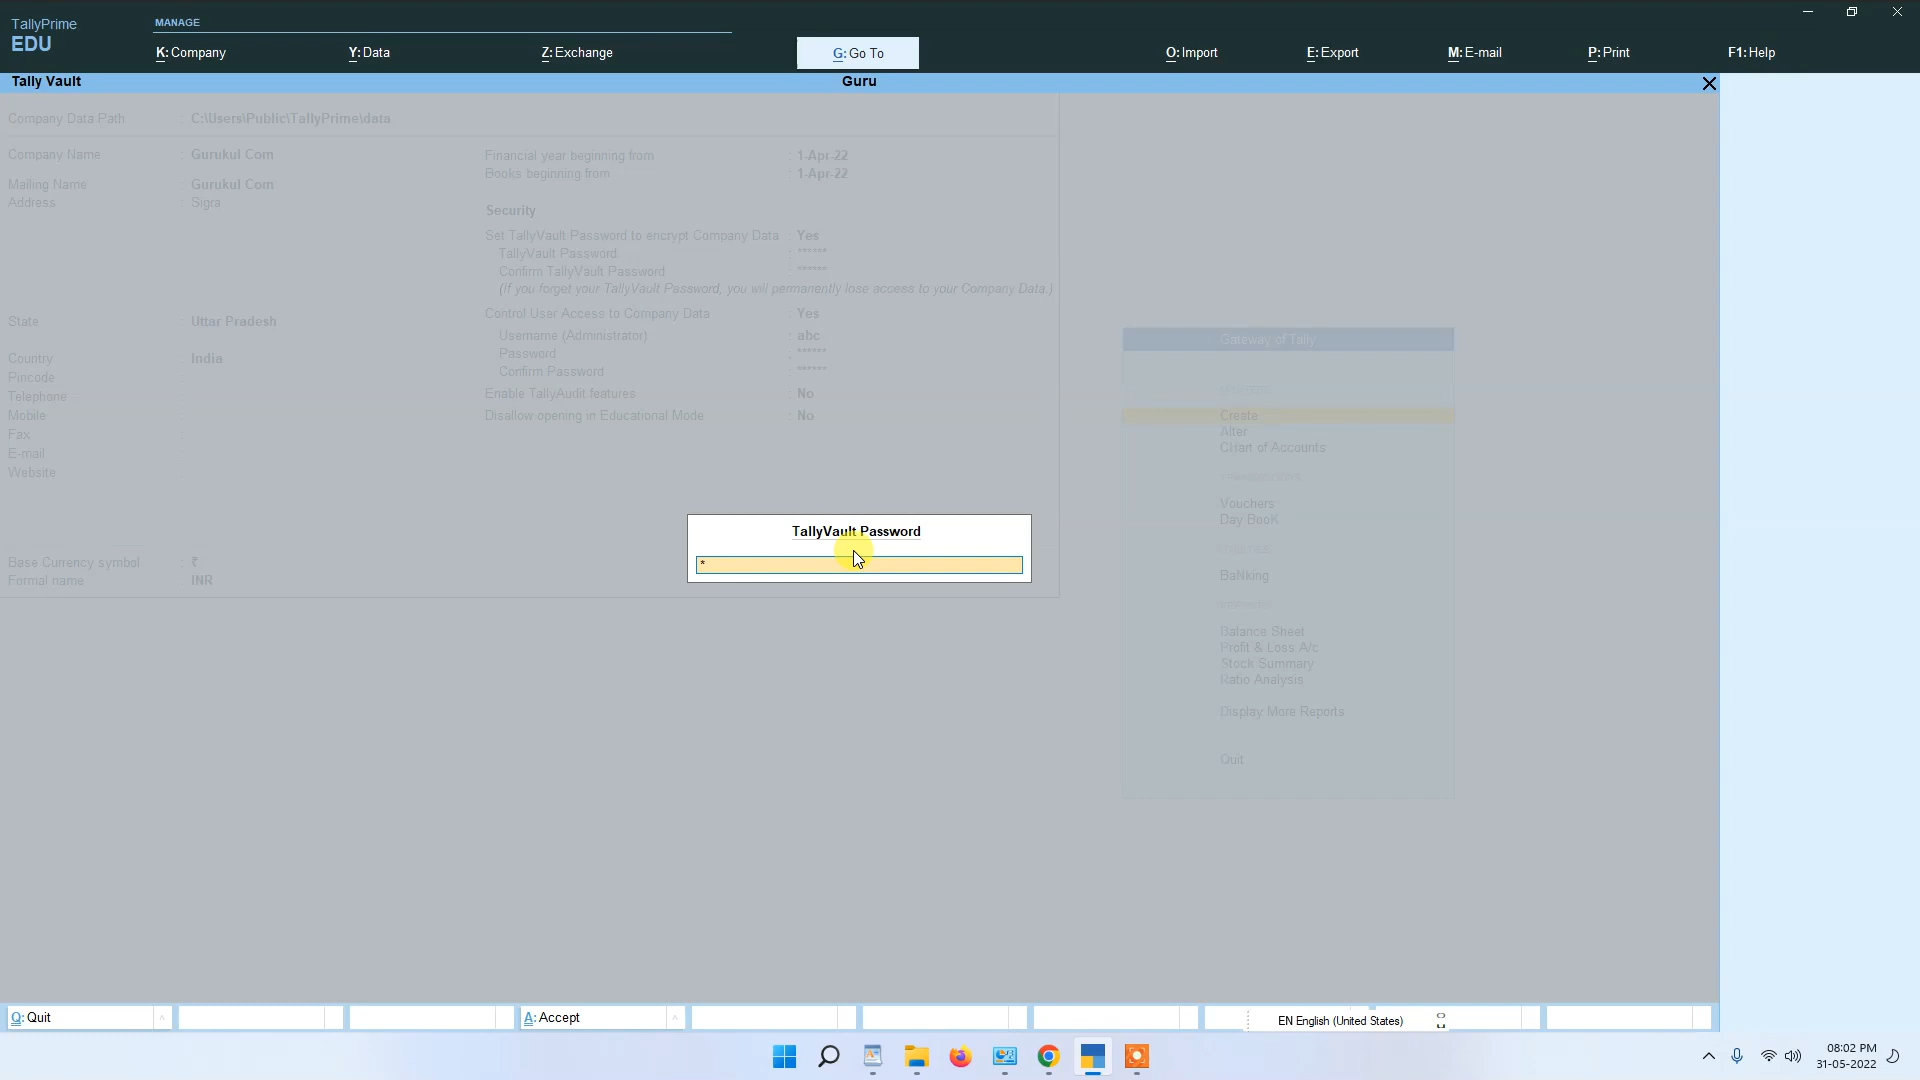 TallyPrime
EDU
MANAGE
K: Company
Y: Data
Z: Exchange
G: Go To
O: Import
E: Export
M: E-mail
P: Print
F1: Help
Tally Vault
Guru
Company Data Path : C:\Users\Public\TallyPrime\data
Company Name : Gurukul Com
Mailing Name : Gurukul Com
Address : Sigra
State : Uttar Pradesh
Country : India
Pincode :
Telephone :
Mobile :
Fax :
E-mail :
Website :
Base Currency symbol : ₹
Formal name : INR
Financial year beginning from : 1-Apr-22
Books beginning from : 1-Apr-22
Security
Set TallyVault Password to encrypt Company Data : Yes
TallyVault Password : ******
Confirm TallyVault Password : ******
(If you forget your TallyVault Password, you will permanently lose access to your Company Data.)
Control User Access to Company Data : Yes
Username (Administrator) : abc
Password : ******
Confirm Password : ******
Enable TallyAudit features : No
Disallow opening in Educational Mode : No
TallyVault Password
*
Gateway of Tally
Create
Alter
CHart of Accounts
Vouchers
Day BooK
BaNking
Balance Sheet
Profit & Loss A/c
Stock Summary
Ratio Analysis
Display More Reports
Quit
Q: Quit
A: Accept
EN English (United States)
08:02 PM
31-05-2022